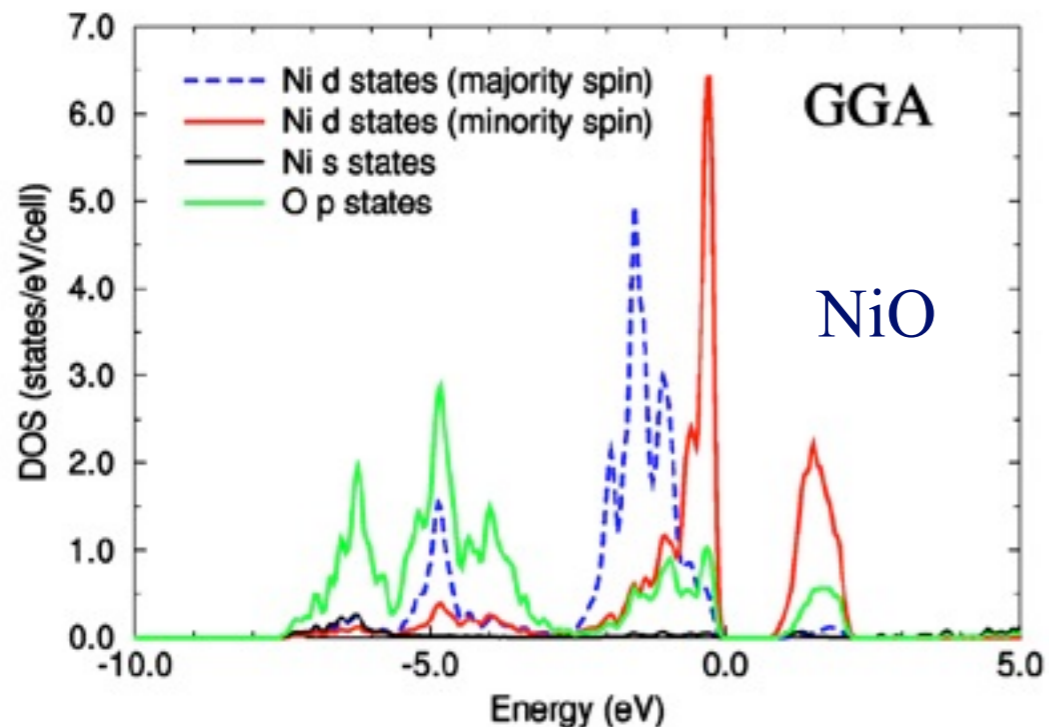 7.0
6.0
5.0
4.0
3.0
2.0
1.0
0.0
DOS (states/eV/cell)
Ni d states (majority spin)
Ni d states (minority spin)
Ni s states
O p states
GGA
NiO
-10.0 -5.0 0.0 5.0
Energy (eV)